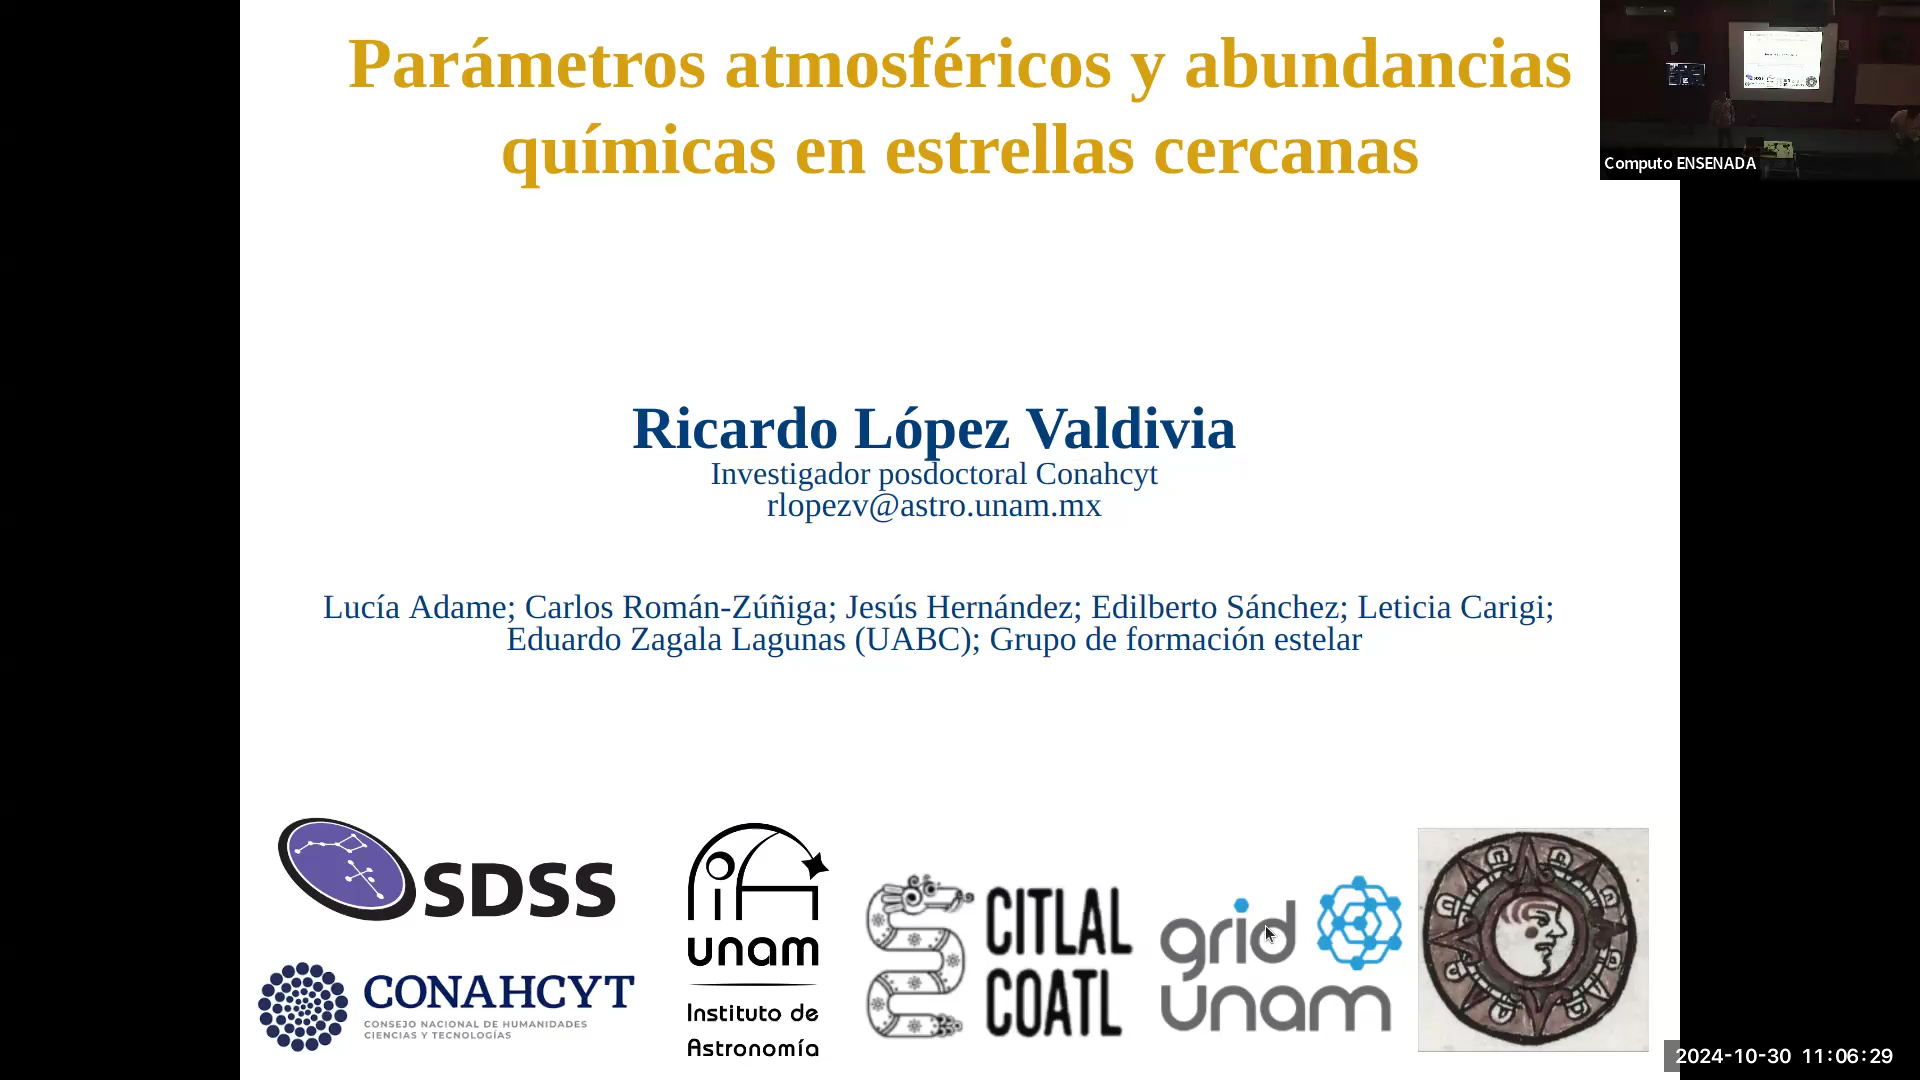 Parámetros atmosféricos y abundancias
químicas en estrellas cercanas
Computo ENSENADA
Ricardo López Valdivia
Investigador posdoctoral Conahcyt
rlopezv@astro.unam.mx
Lucía Adame; Carlos Román-Zúñiga; Jesús Hernández; Edilberto Sánchez; Leticia Carigi;
Eduardo Zagala Lagunas (UABC); Grupo de formación estelar
SDSS
CONAHCYT
CONSEJO NACIONAL DE HUMANIDADES
CIENCIAS Y TECNOLOGÍAS
unam
Instituto de
Astronomía
CITLAL
COATL
grid
unam
2024-10-30 11:06:29